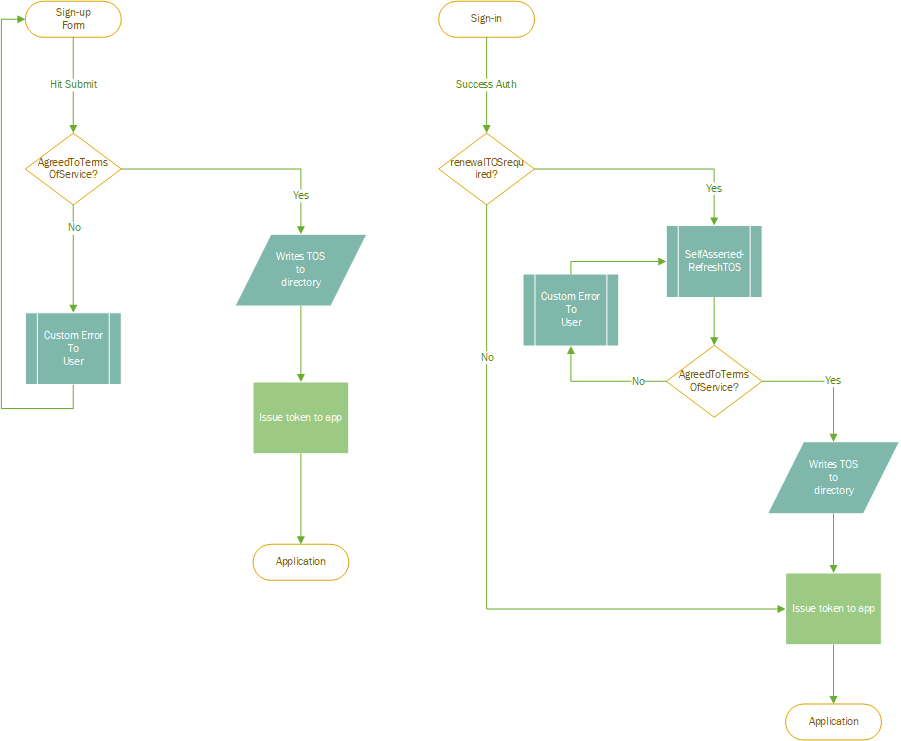 Sign-up
Form
Hit Submit
AgreedToTerms
OfService?
Yes
No
Writes TOS
to
directory
Custom Error
To
User
Issue token to app
Application
Sign-in
Success Auth
renewalTOSrequ
ired?
Yes
SelfAsserted-
RefreshTOS
Custom Error
To
User
No
AgreedToTerms
OfService?
No
Yes
Writes TOS
to
directory
Issue token to app
Application